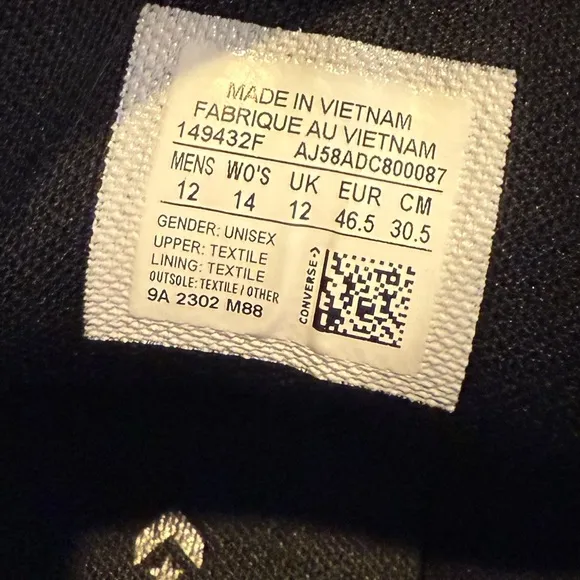 MADE IN VIETNAM
FABRIQUE AU VIETNAM
149432F AJ58ADC800087
MENS WO'S UK EUR CM
12 14 12 46.5 30.5
GENDER: UNISEX
UPPER: TEXTILE
LINING: TEXTILE
OUTSOLE: TEXTILE / OTHER
9A 2302 M88
CONVERSE